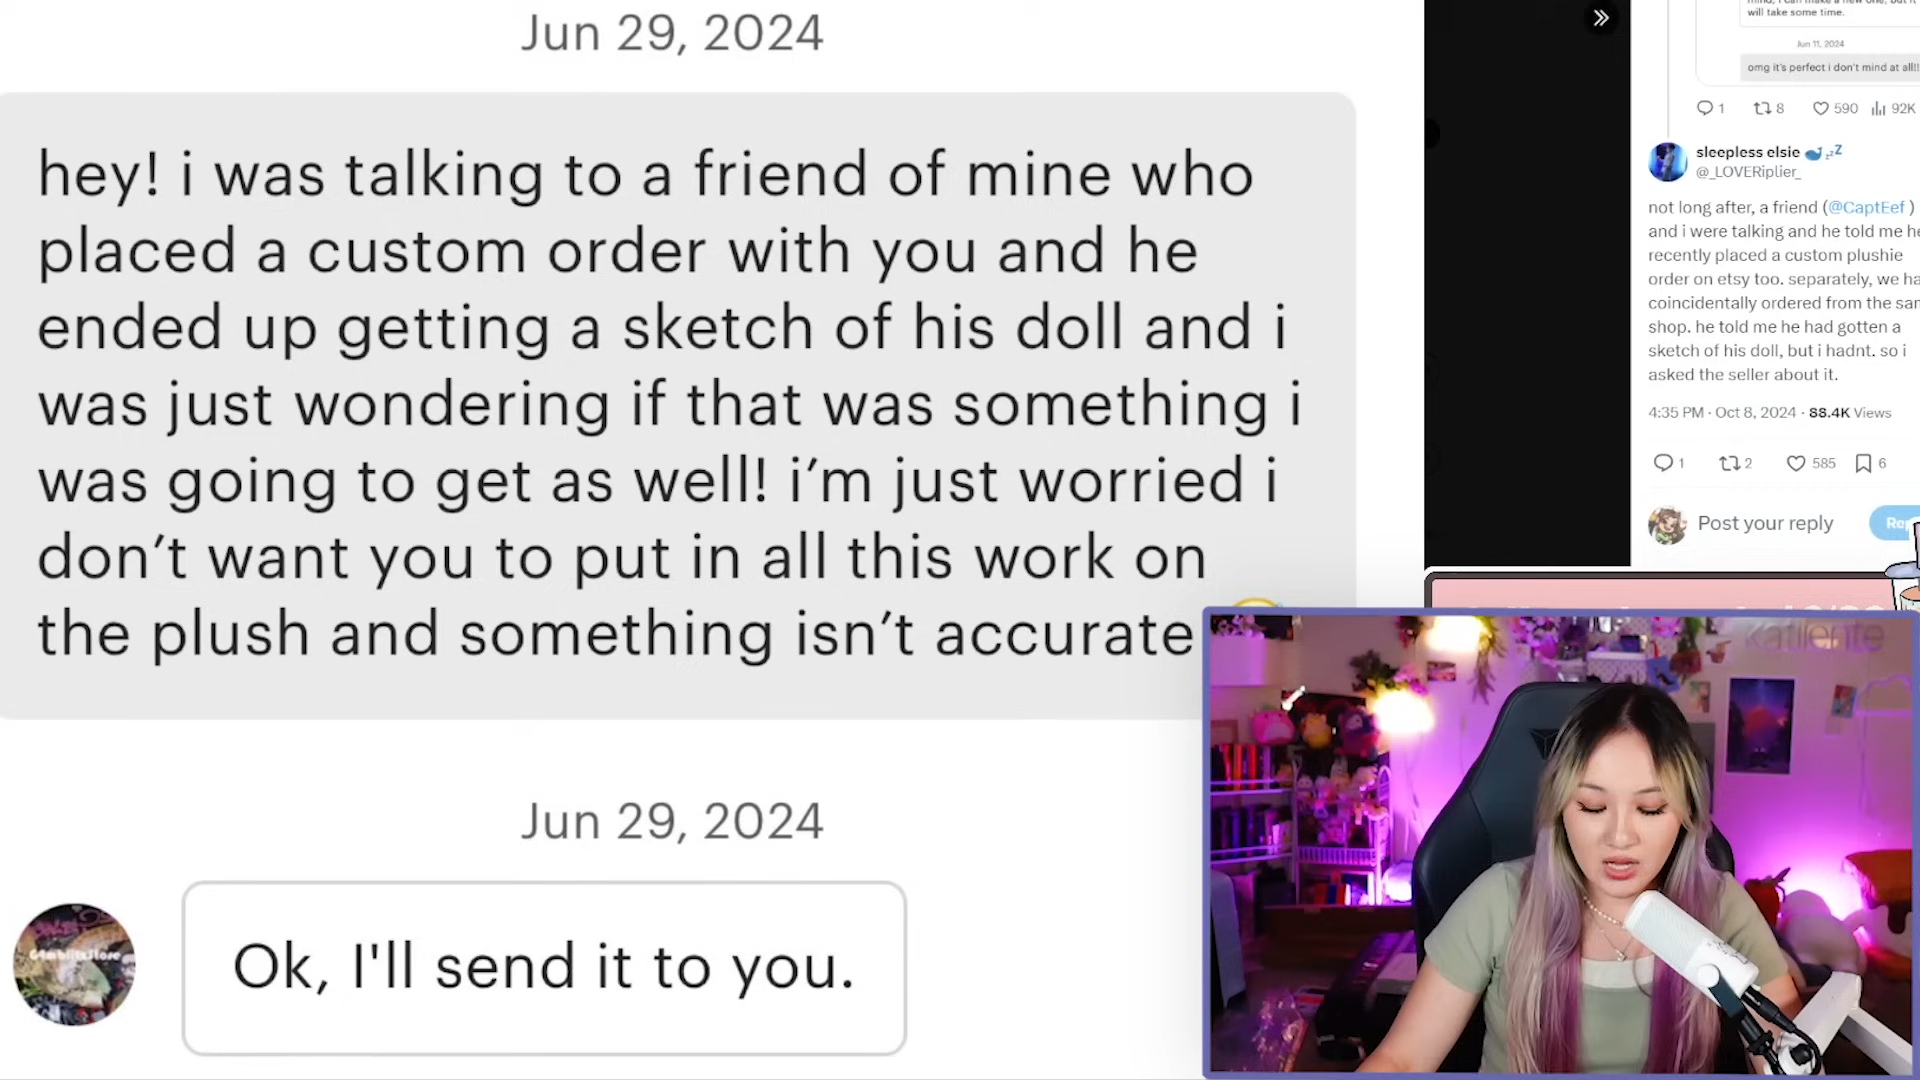 Jun 29, 2024
hey! i was talking to a friend of mine who
placed a custom order with you and he
ended up getting a sketch of his doll and i
was just wondering if that was something i
was going to get as well! i’m just worried i
don’t want you to put in all this work on
the plush and something isn’t accurate
Jun 29, 2024
Ok, I'll send it to you.
will take some time.
Jun 11, 2024
omg it's perfect i don't mind at all!!
1 8 590 92K
sleepless elsie
@_LOVERiplier_
not long after, a friend (@CaptEef )
and i were talking and he told me he
recently placed a custom plushie
order on etsy too. separately, we ha
coincidentally ordered from the sam
shop. he told me he had gotten a
sketch of his doll, but i hadnt. so i
asked the seller about it.
4:35 PM · Oct 8, 2024 · 88.4K Views
1 2 585 6
Post your reply
Rep
katilente